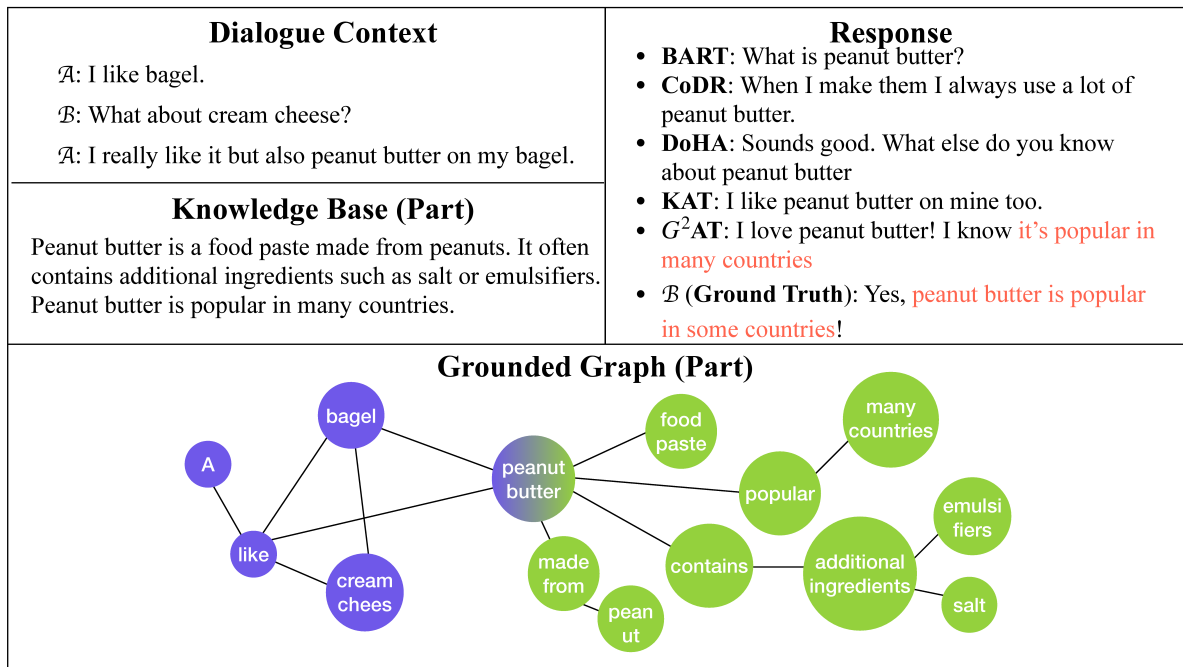 Dialogue Context
𝒜: I like bagel.
ℬ: What about cream cheese?
𝒜: I really like it but also peanut butter on my bagel.
Knowledge Base (Part)
Peanut butter is a food paste made from peanuts. It often
contains additional ingredients such as salt or emulsifiers.
Peanut butter is popular in many countries.
Response
• BART: What is peanut butter?
• CoDR: When I make them I always use a lot of
peanut butter.
• DoHA: Sounds good. What else do you know
about peanut butter
• KAT: I like peanut butter on mine too.
• G²AT: I love peanut butter! I know it’s popular in
many countries
• ℬ (Ground Truth): Yes, peanut butter is popular
in some countries!
Grounded Graph (Part)
bagel
A
like
cream
chees
peanut
butter
food
paste
many
countries
popular
made
from
pean
ut
contains
additional
ingredients
emulsi
fiers
salt